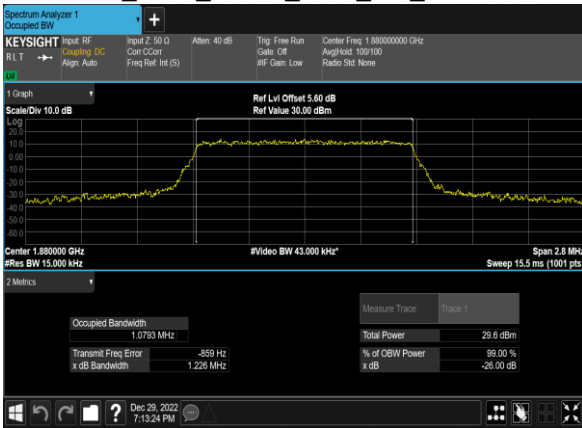 Spectrum Analyzer 1
Occupied BW
KEYSIGHT Input: RF Input Z: 50 Ω Atten: 40 dB Trig: Free Run Center Freq: 1.880000000 GHz
RLT Coupling: DC Corr CCorr Gate: Off Avg|Hold: 100/100
Align: Auto Freq Ref: Int (S) #IF Gain: Low Radio Std: None
LXI
1 Graph
Ref Lvl Offset 5.60 dB
Scale/Div 10.0 dB Ref Value 30.00 dBm
Log
20.0
10.0
0.00
-10.0
-20.0
-30.0
-40.0
-50.0
-60.0
Center 1.880000 GHz #Video BW 43.000 kHz* Span 2.8 MHz
#Res BW 15.000 kHz Sweep 15.5 ms (1001 pts
2 Metrics
Measure Trace Trace 1
Occupied Bandwidth
1.0793 MHz Total Power 29.6 dBm
Transmit Freq Error -859 Hz % of OBW Power 99.00 %
x dB Bandwidth 1.226 MHz x dB -26.00 dB
? Dec 29, 2022
7:13:24 PM